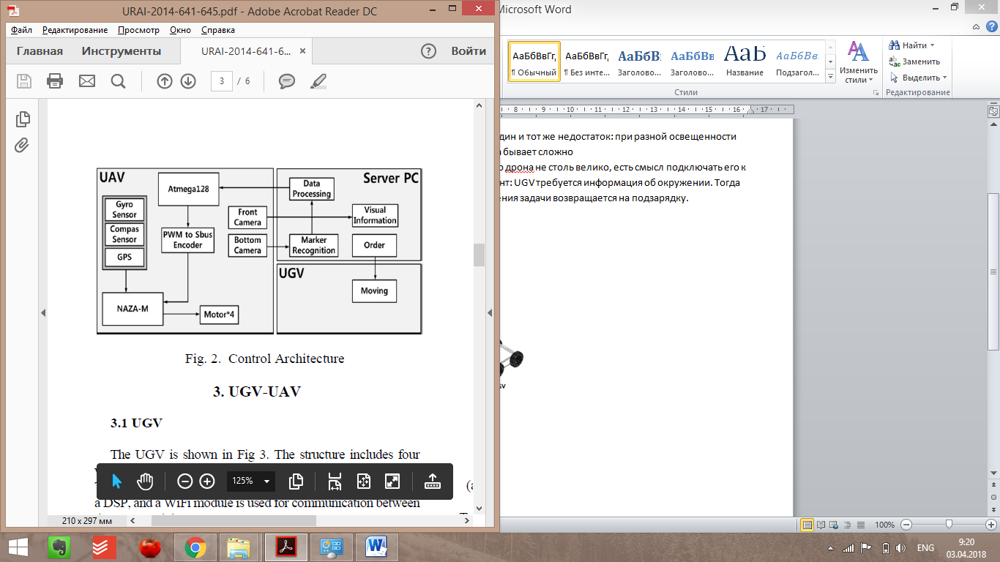 URAI-2014-641-645.pdf - Adobe Acrobat Reader DC
Файл Редактирование Просмотр Окно Справка
Главная Инструменты URAI-2014-641-6... × Войти
3 / 6
UAV
Atmega128
Gyro
Sensor
Compas
Sensor
GPS
PWM to Sbus
Encoder
Front
Camera
Bottom
Camera
NAZA-M
Motor*4
Server PC
Data
Processing
Visual
Information
Marker
Recognition
Order
UGV
Moving
Fig. 2. Control Architecture
3. UGV-UAV
3.1 UGV
The UGV is shown in Fig 3. The structure includes four
125%
(a
a DSP, and a WiFi module is used for communication between
210 x 297 мм
Microsoft Word
АаБбВвГг, АаБбВвГг, АаБбВ АаБбВв АаБ АаБбВв
¶ Обычный ¶ Без инте... Заголово... Заголово... Название Подзагол...
Изменить
стили
Стили
Найти
Заменить
Выделить
Редактирование
8 9 10 11 12 13 14 15 16 17
дин и тот же недостаток: при разной освещенности
а бывает сложно
о дрона не столь велико, есть смысл подключать его к
нт: UGV требуется информация об окружении. Тогда
ения задачи возвращается на подзарядку.
GV
100%
ENG
9:20
03.04.2018